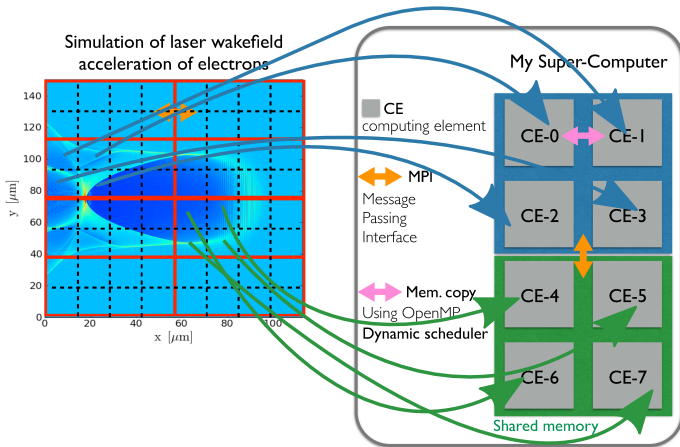 Simulation of laser wakefield
acceleration of electrons
140
120
100
80
60
40
20
0
y [μm]
0
20
40
60
80
100
x [μm]
My Super-Computer
CE
computing element
MPI
Message
Passing
Interface
Mem. copy
Using OpenMP
Dynamic scheduler
CE-0
CE-1
CE-2
CE-3
CE-4
CE-5
CE-6
CE-7
Shared memory